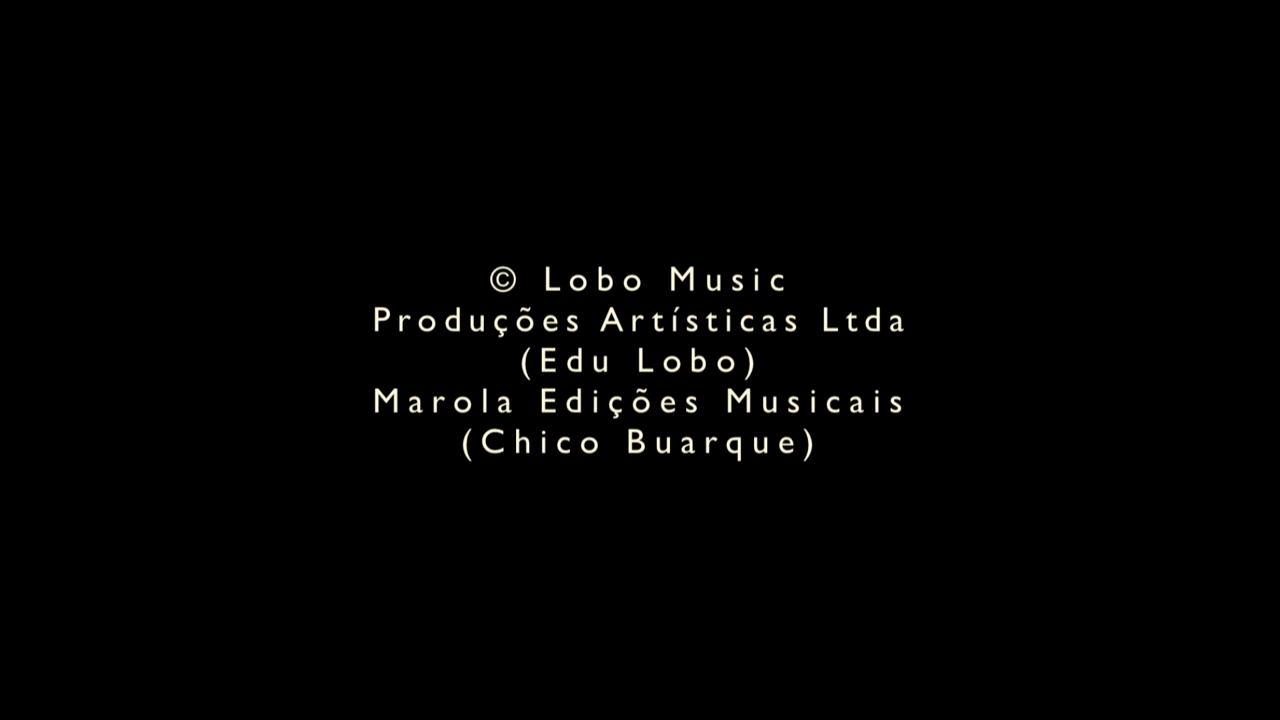 © Lobo Music
Produções Artísticas Ltda
(Edu Lobo)
Marola Edições Musicais
(Chico Buarque)